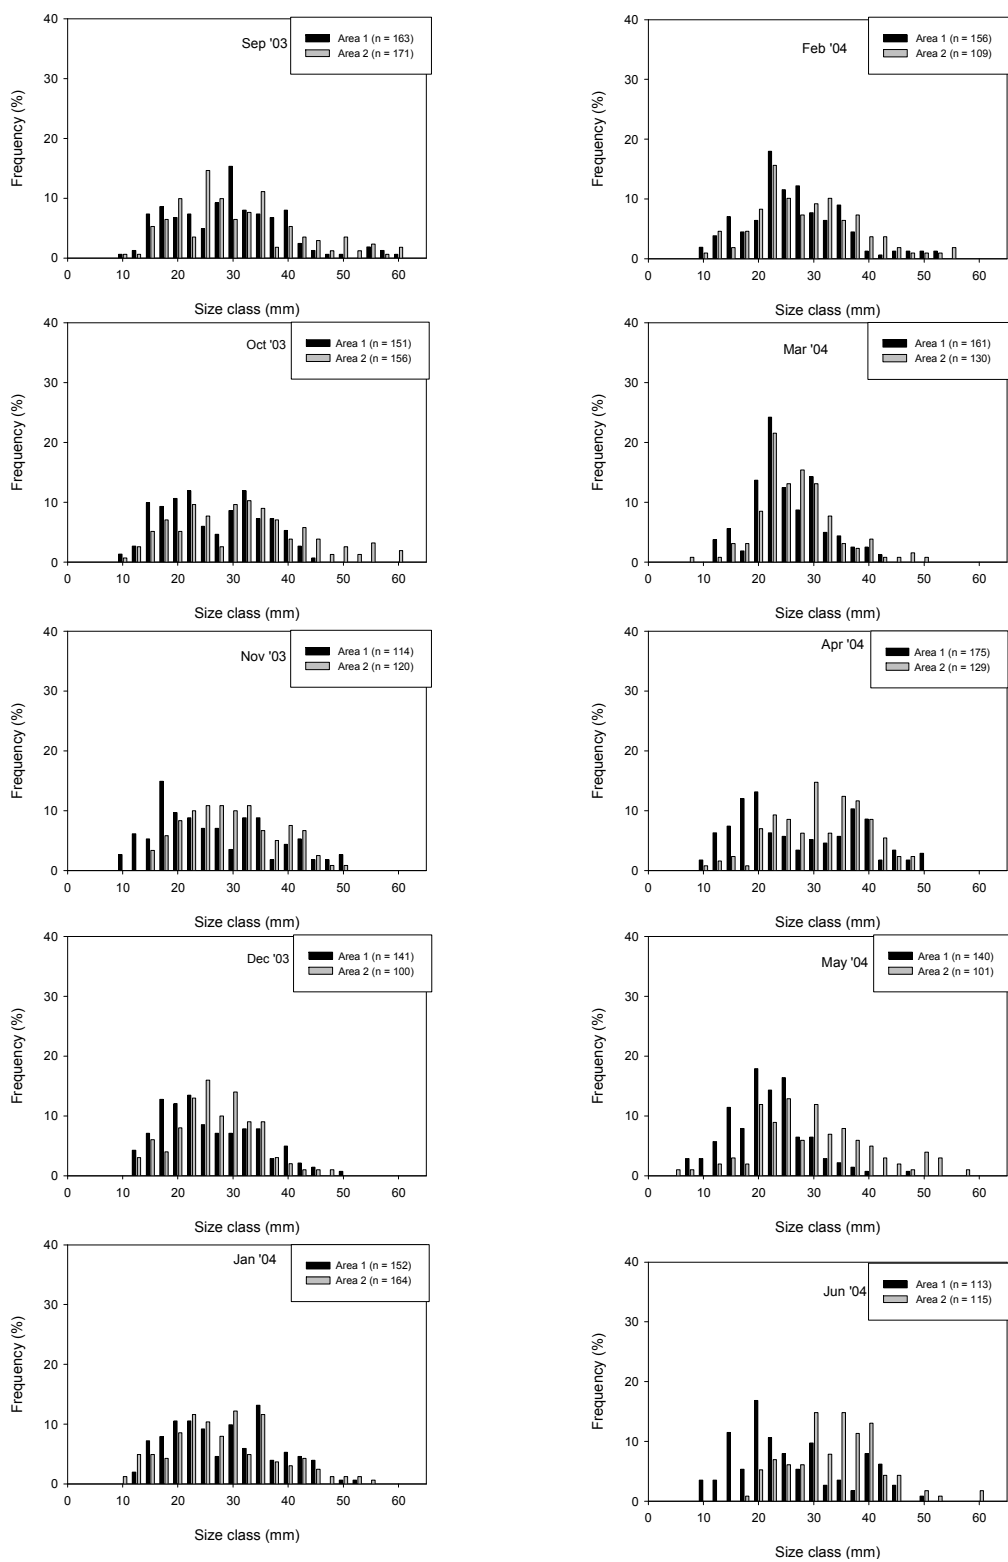 Sep '03
Area 1 (n = 163)
Area 2 (n = 171)
Frequency (%)
40
30
20
10
0
0 10 20 30 40 50 60
Size class (mm)
Oct '03
Area 1 (n = 151)
Area 2 (n = 156)
Frequency (%)
40
30
20
10
0
0 10 20 30 40 50 60
Size class (mm)
Nov '03
Area 1 (n = 114)
Area 2 (n = 120)
Frequency (%)
40
30
20
10
0
0 10 20 30 40 50 60
Size class (mm)
Dec '03
Area 1 (n = 141)
Area 2 (n = 100)
Frequency (%)
40
30
20
10
0
0 10 20 30 40 50 60
Size class (mm)
Jan '04
Area 1 (n = 152)
Area 2 (n = 164)
Frequency (%)
40
30
20
10
0
0 10 20 30 40 50 60
Size class (mm)
Feb '04
Area 1 (n = 156)
Area 2 (n = 109)
Frequency (%)
40
30
20
10
0
0 10 20 30 40 50 60
Size class (mm)
Mar '04
Area 1 (n = 161)
Area 2 (n = 130)
Frequency (%)
40
30
20
10
0
0 10 20 30 40 50 60
Size class (mm)
Apr '04
Area 1 (n = 175)
Area 2 (n = 129)
Frequency (%)
40
30
20
10
0
0 10 20 30 40 50 60
Size class (mm)
May '04
Area 1 (n = 140)
Area 2 (n = 101)
Frequency (%)
40
30
20
10
0
0 10 20 30 40 50 60
Size class (mm)
Jun '04
Area 1 (n = 113)
Area 2 (n = 115)
Frequency (%)
40
30
20
10
0
0 10 20 30 40 50 60
Size class (mm)